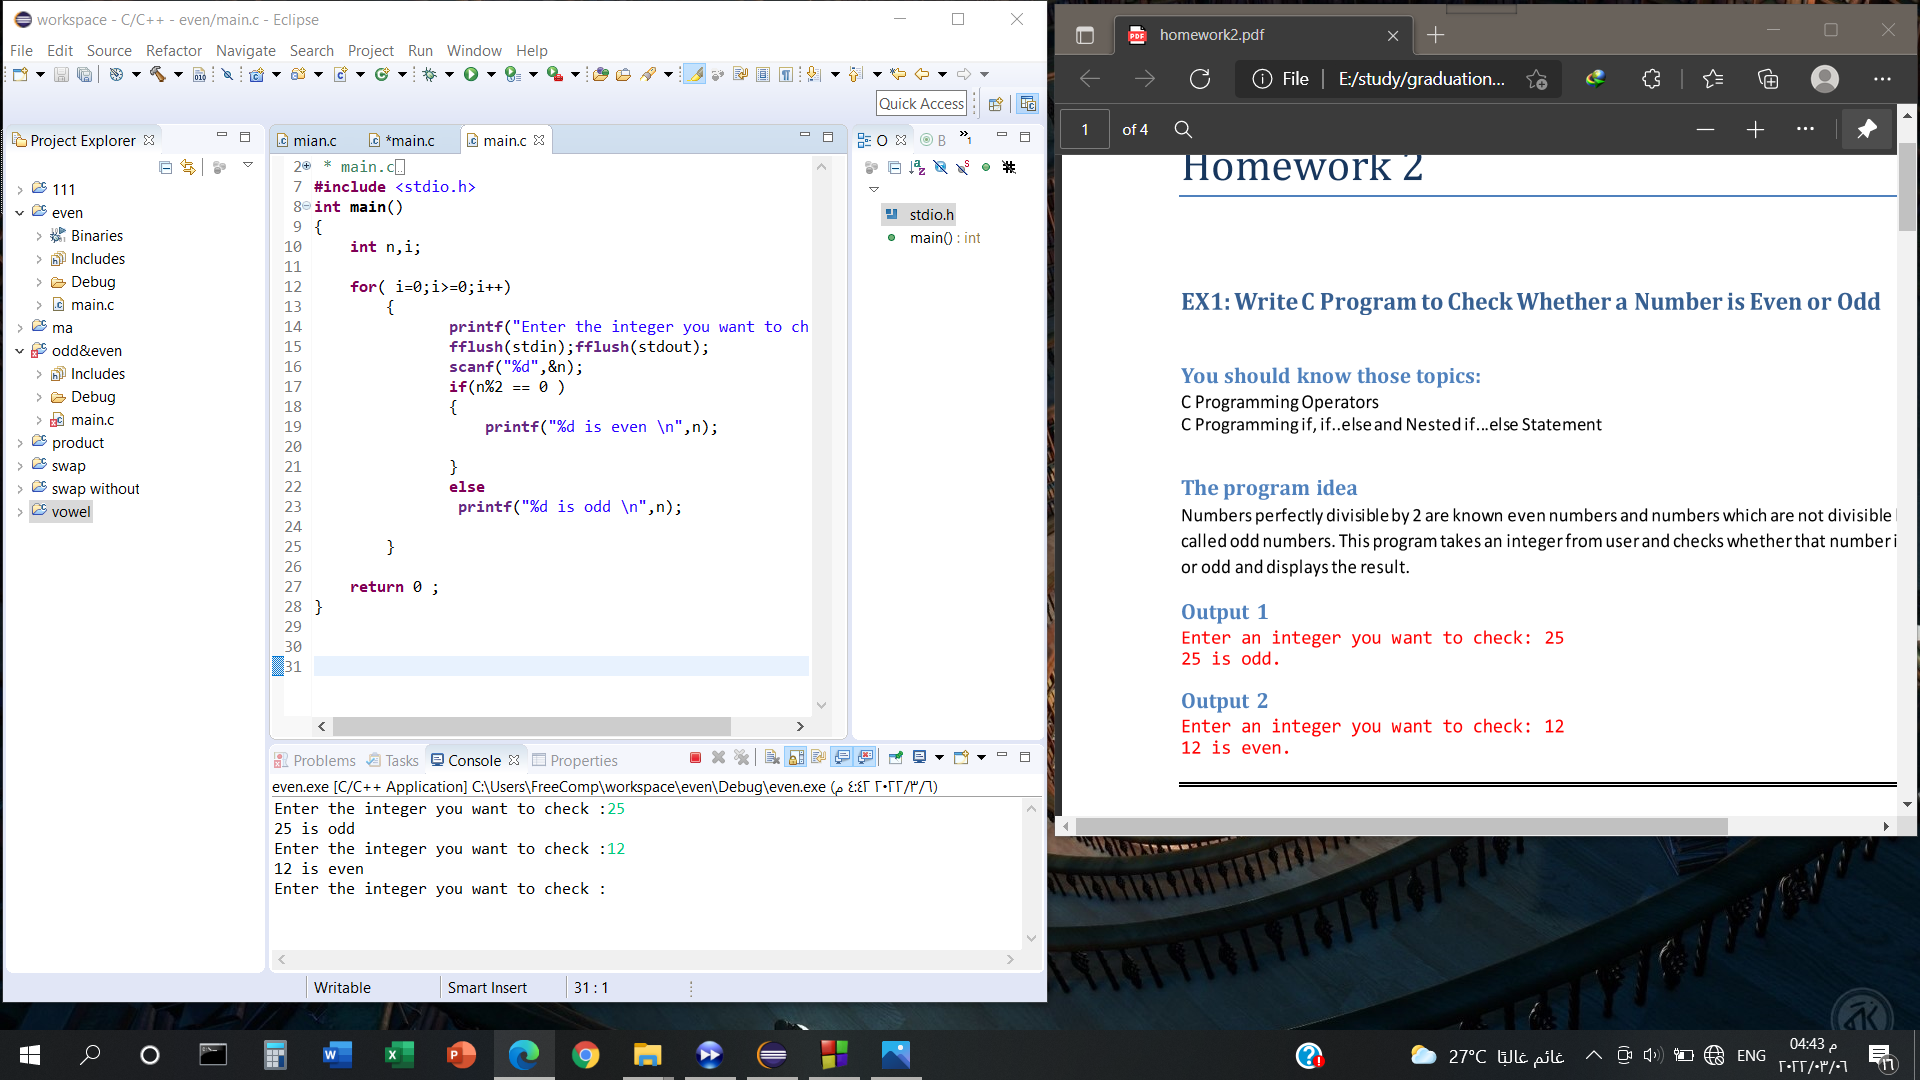 workspace - C/C++ - even/main.c - Eclipse
File Edit Source Refactor Navigate Search Project Run Window Help
Quick Access
Project Explorer
111
even
Binaries
Includes
Debug
main.c
ma
odd&even
Includes
Debug
main.c
product
swap
swap without
vowel
mian.c
*main.c
main.c
2 * main.c
7 #include <stdio.h>
8 int main()
9 {
10 int n,i;
11
12 for( i=0;i>=0;i++)
13 {
14 printf("Enter the integer you want to ch
15 fflush(stdin);fflush(stdout);
16 scanf("%d",&n);
17 if(n%2 == 0 )
18 {
19 printf("%d is even \n",n);
20
21 }
22 else
23 printf("%d is odd \n",n);
24
25 }
26
27 return 0 ;
28 }
29
30
31
O
B
stdio.h
main() : int
Problems Tasks Console Properties
even.exe [C/C++ Application] C:\Users\FreeComp\workspace\even\Debug\even.exe (٢٠٢٢/٣/٦ ٤:٤٢ م)
Enter the integer you want to check :25
25 is odd
Enter the integer you want to check :12
12 is even
Enter the integer you want to check :
Writable
Smart Insert
31 : 1
homework2.pdf
File
E:/study/graduation...
1 of 4
Homework 2
EX1: Write C Program to Check Whether a Number is Even or Odd
You should know those topics:
C Programming Operators
C Programming if, if..else and Nested if...else Statement
The program idea
Numbers perfectly divisible by 2 are known even numbers and numbers which are not divisible
called odd numbers. This program takes an integer from user and checks whether that number i
or odd and displays the result.
Output 1
Enter an integer you want to check: 25
25 is odd.
Output 2
Enter an integer you want to check: 12
12 is even.
27°C غائم غالبًا
ENG
04:43 م
٢٠٢٢/٠٣/٠٦
١٦